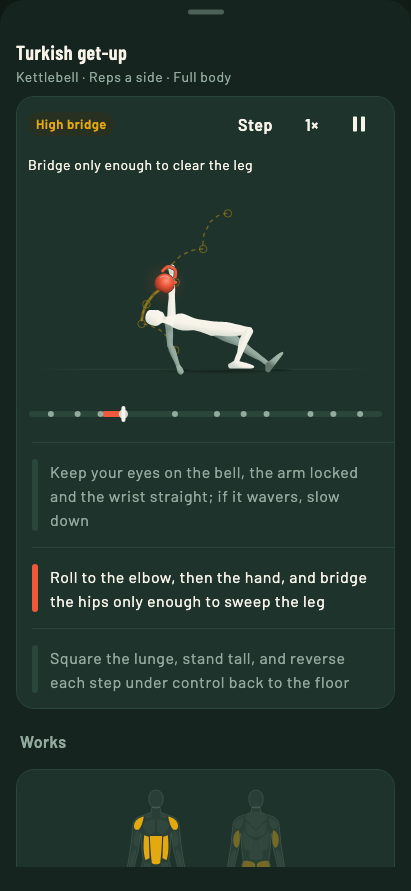 Turkish get-up
Kettlebell · Reps a side · Full body
High bridge
Step
1×
Bridge only enough to clear the leg
Keep your eyes on the bell, the arm locked
and the wrist straight; if it wavers, slow
down
Roll to the elbow, then the hand, and bridge
the hips only enough to sweep the leg
Square the lunge, stand tall, and reverse
each step under control back to the floor
Works